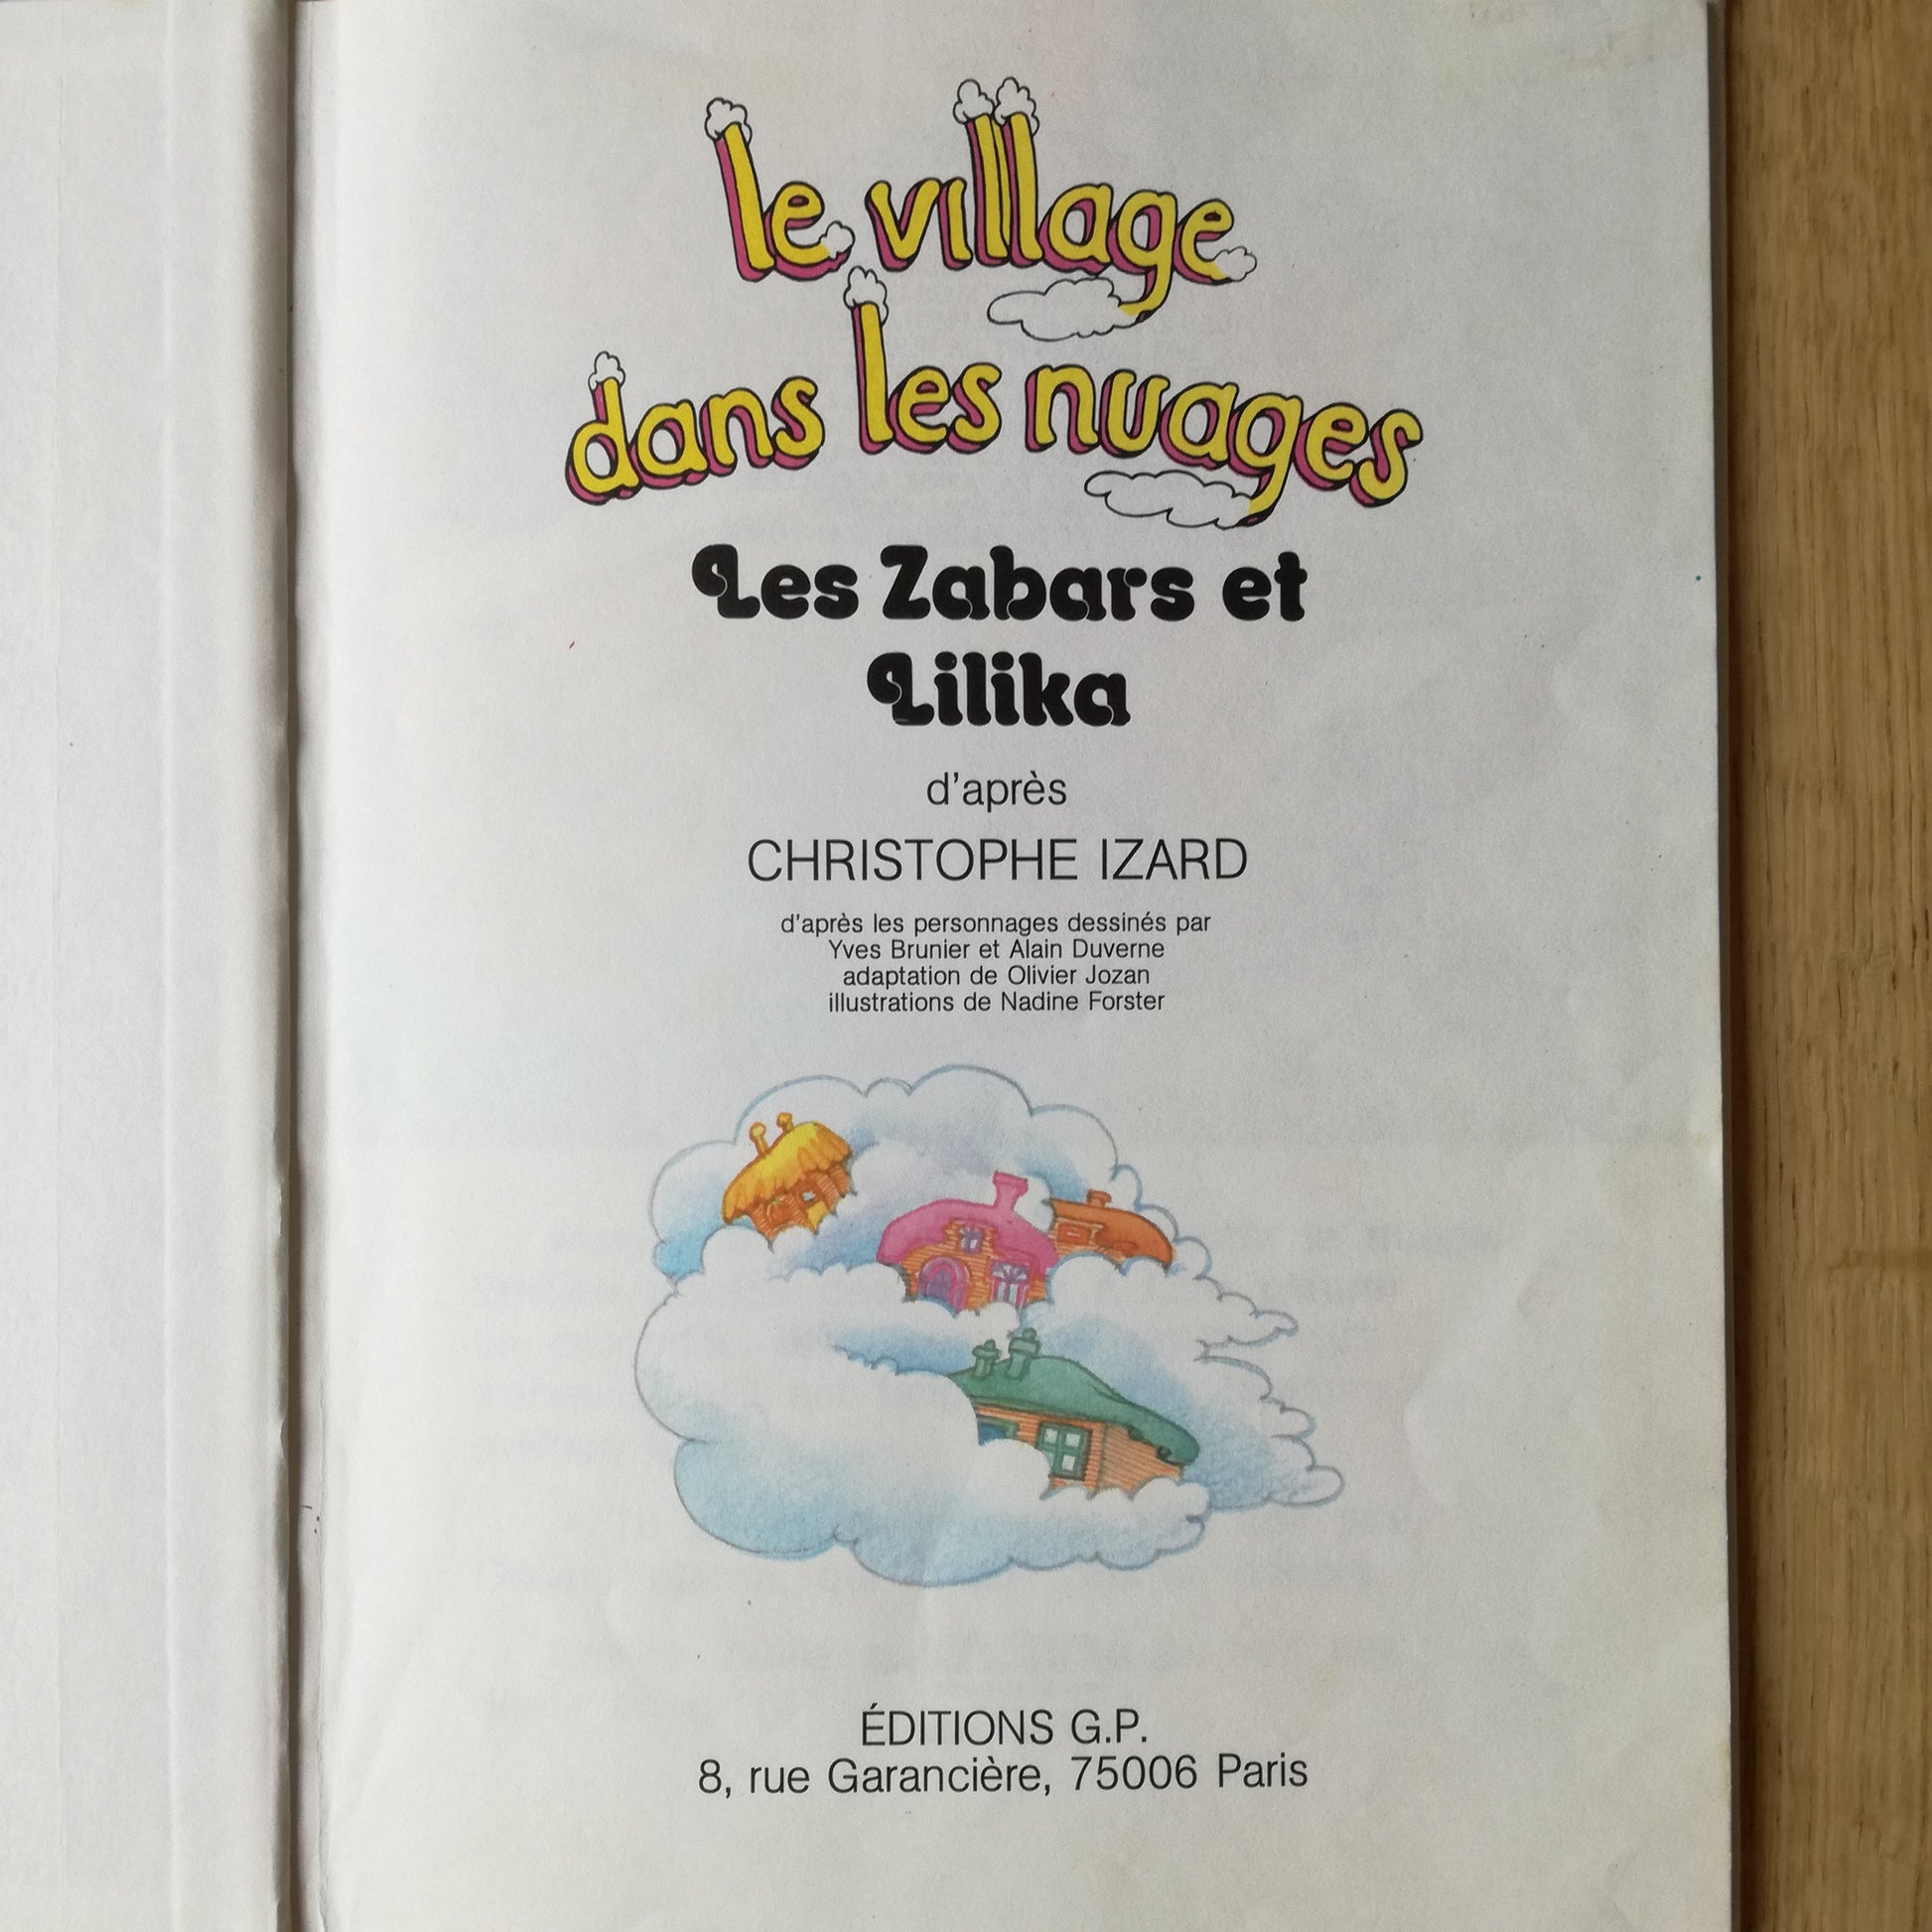 le village
dans les nuages
Les Zabars et
Lilika
d'après
CHRISTOPHE IZARD
d'après les personnages dessinés par
Yves Brunier et Alain Duverne
adaptation de Olivier Jozan
illustrations de Nadine Forster
ÉDITIONS G.P.
8, rue Garancière, 75006 Paris